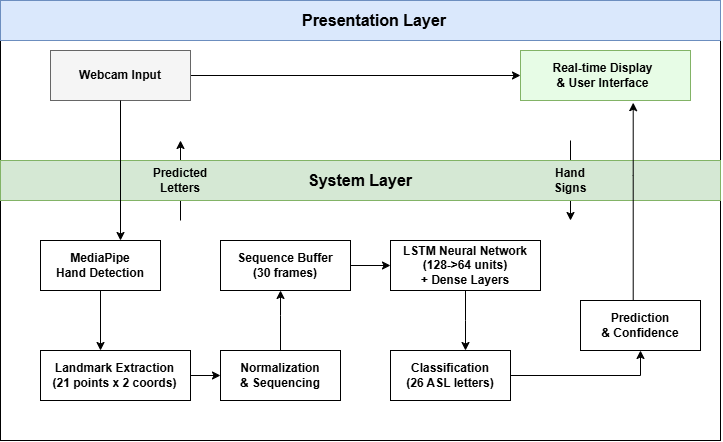 Presentation Layer
Webcam Input
Real-time Display
& User Interface
Predicted
Letters
System Layer
Hand
Signs
MediaPipe
Hand Detection
Sequence Buffer
(30 frames)
LSTM Neural Network
(128->64 units)
+ Dense Layers
Prediction
& Confidence
Landmark Extraction
(21 points x 2 coords)
Normalization
& Sequencing
Classification
(26 ASL letters)